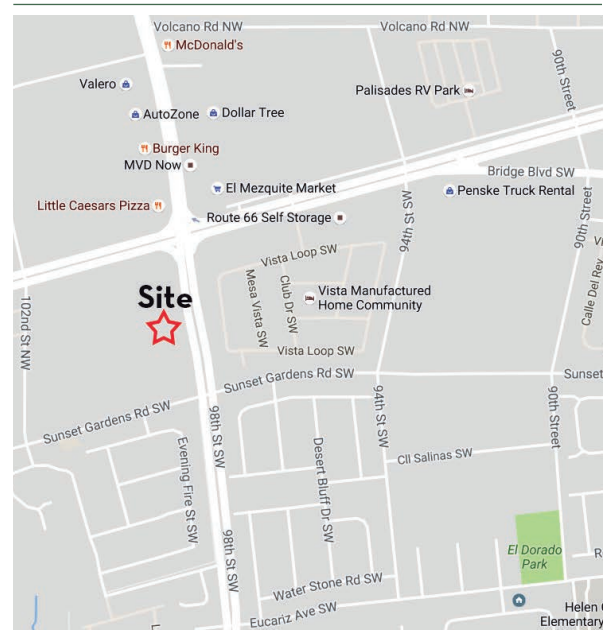 Volcano Rd NW
Volcano Rd NW
McDonald's
90th Street
Valero
Palisades RV Park
AutoZone
Dollar Tree
Burger King
MVD Now
Bridge Blvd SW
El Mezquite Market
Penske Truck Rental
94th St SW
90th Street
Little Caesars Pizza
Route 66 Self Storage
Vista Loop SW
Calle Del Rey
Site
Mesa Vista SW
Club Dr SW
Vista Manufactured
Home Community
102nd St NW
Vista Loop SW
Sunset Gardens Rd SW
Sunset
Sunset Gardens Rd SW
98th St SW
94th St SW
90th Street
Evening Fire St SW
Desert Bluff Dr SW
Cll Salinas SW
98th St SW
El Dorado
Park
Water Stone Rd SW
Eucariz Ave SW
Helen
Elementary